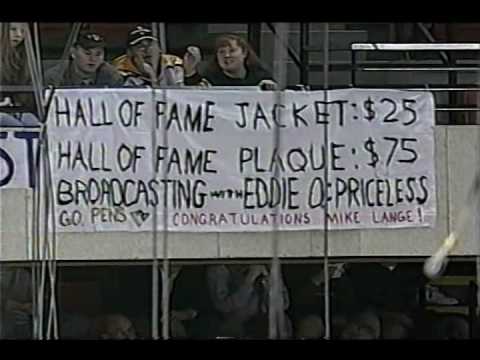 HALL OF FAME JACKET: $25
HALL OF FAME PLAQUE: $75
BROADCASTING WITH EDDIE O: PRICELESS
GO PENS CONGRATULATIONS MIKE LANGE!